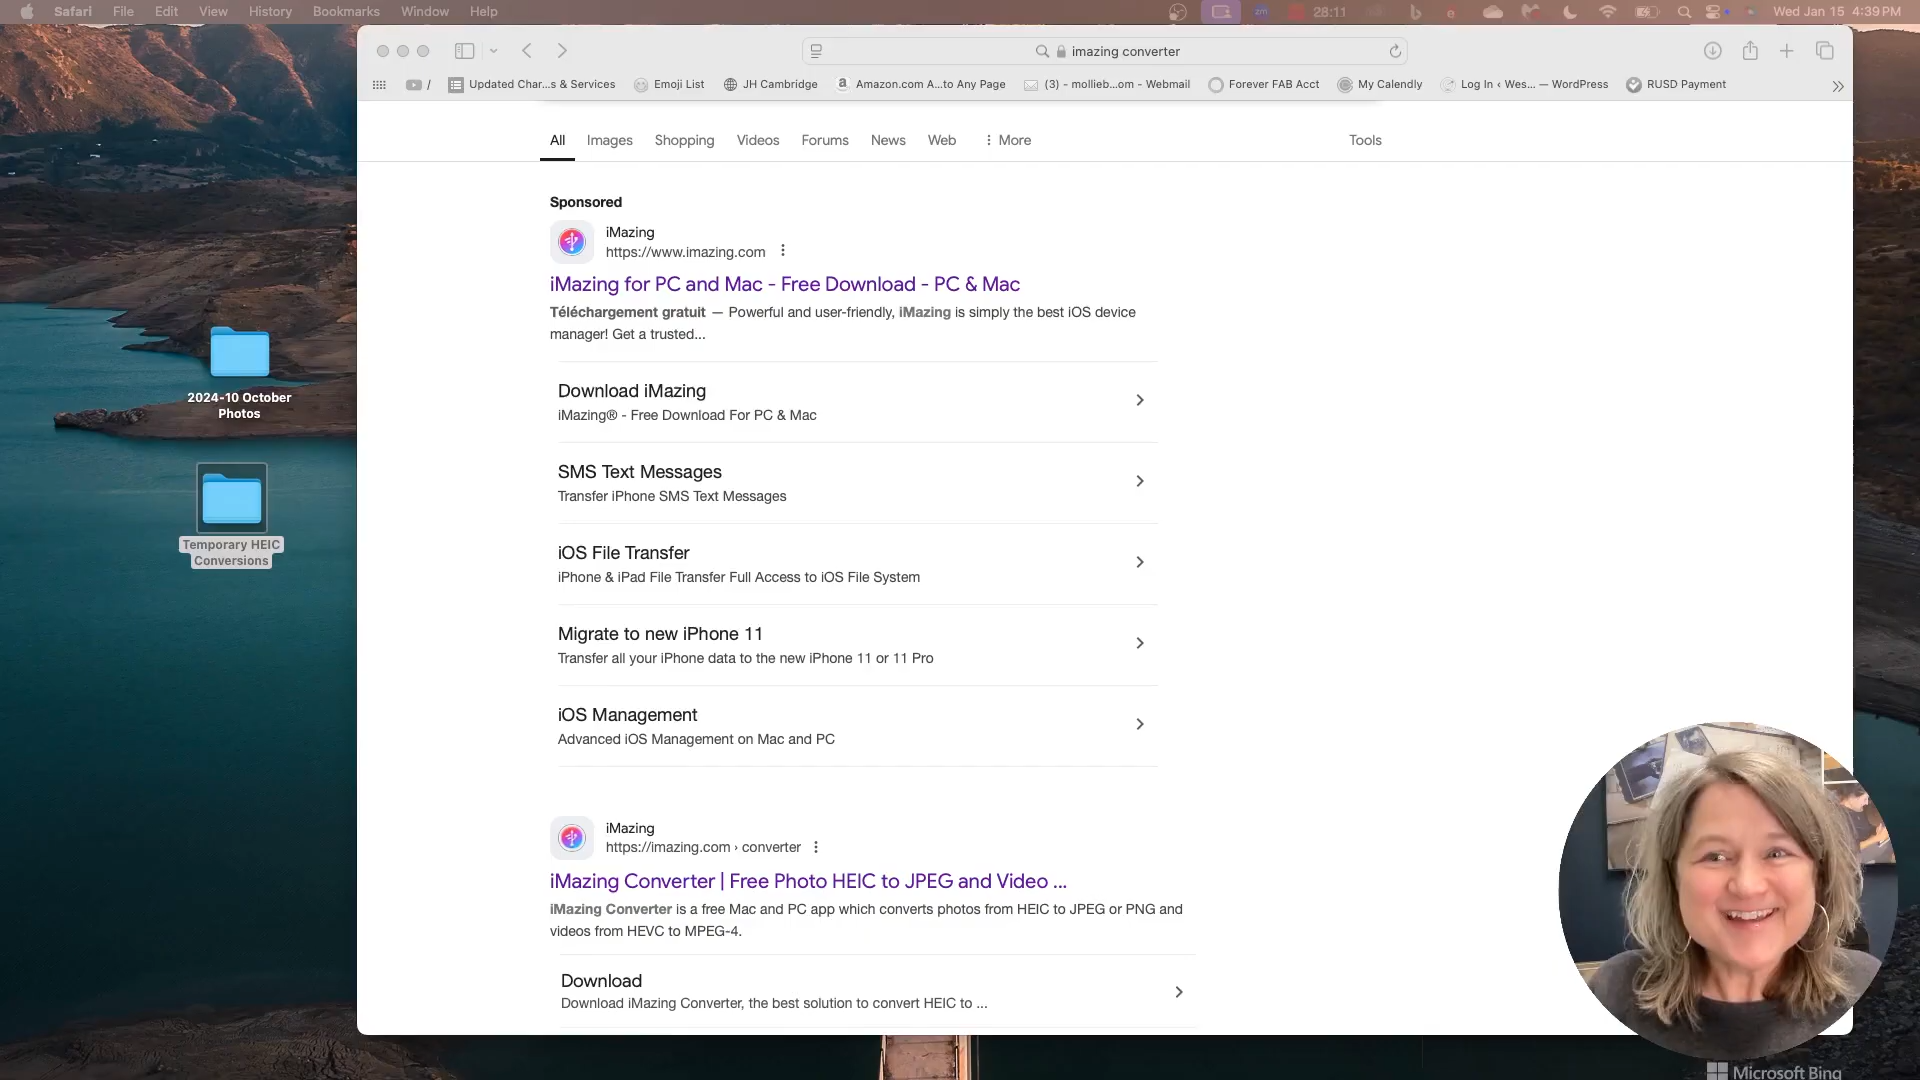 Safari File Edit View History Bookmarks Window Help
28:11
Wed Jan 15 4:39 PM
imazing converter
/ Updated Char...s & Services Emoji List JH Cambridge Amazon.com A...to Any Page (3) - mollieb...om - Webmail Forever FAB Acct My Calendly Log In ‹ Wes... — WordPress RUSD Payment
All Images Shopping Videos Forums News Web More Tools
Sponsored
iMazing
https://www.imazing.com
iMazing for PC and Mac - Free Download - PC & Mac
Téléchargement gratuit — Powerful and user-friendly, iMazing is simply the best iOS device
manager! Get a trusted...
Download iMazing
iMazing® - Free Download For PC & Mac
SMS Text Messages
Transfer iPhone SMS Text Messages
iOS File Transfer
iPhone & iPad File Transfer Full Access to iOS File System
Migrate to new iPhone 11
Transfer all your iPhone data to the new iPhone 11 or 11 Pro
iOS Management
Advanced iOS Management on Mac and PC
iMazing
https://imazing.com › converter
iMazing Converter | Free Photo HEIC to JPEG and Video ...
iMazing Converter is a free Mac and PC app which converts photos from HEIC to JPEG or PNG and
videos from HEVC to MPEG-4.
Download
Download iMazing Converter, the best solution to convert HEIC to ...
2024-10 October
Photos
Temporary HEIC
Conversions
Microsoft Bing